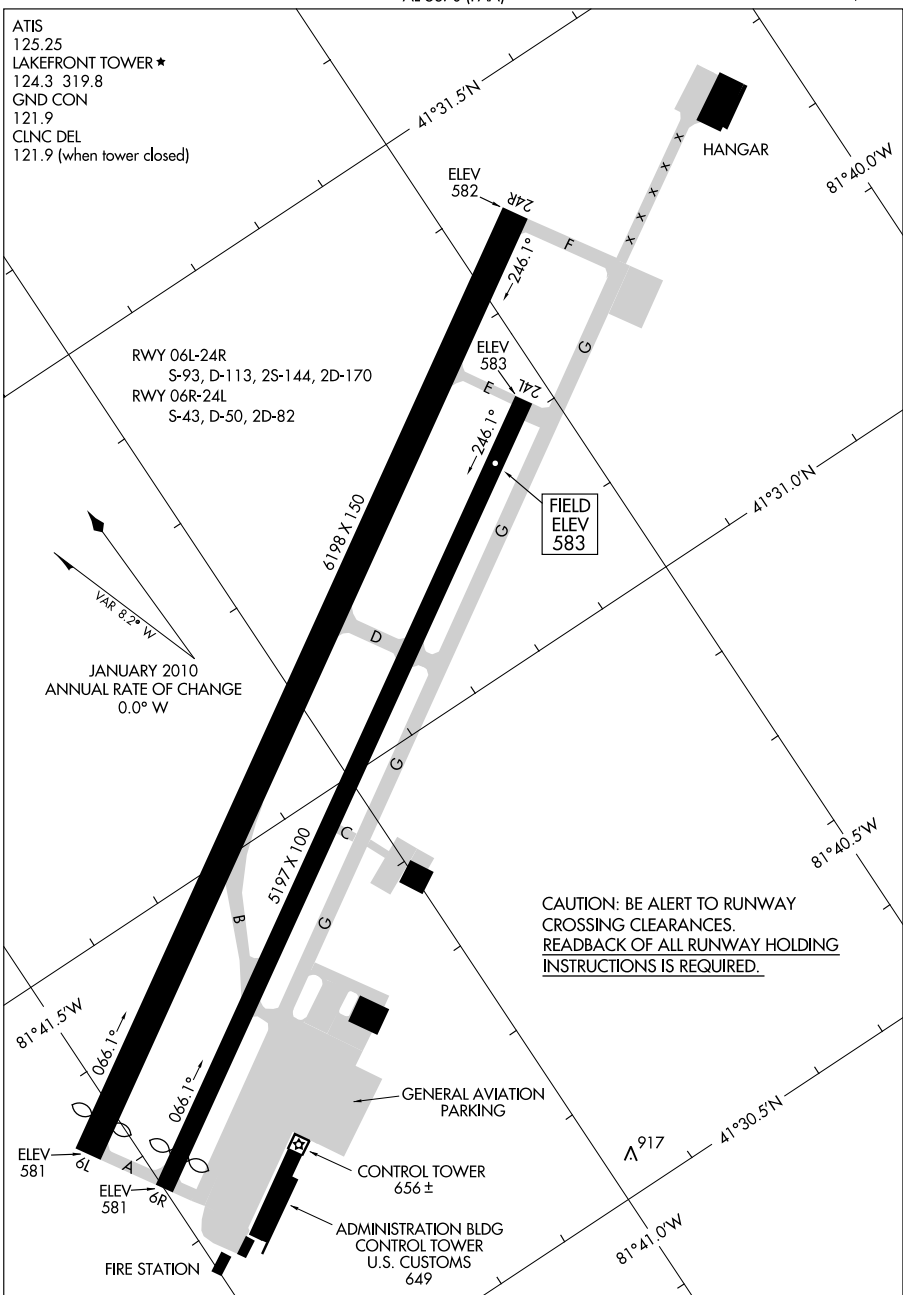 AL-5076 (FAA)
ATIS
125.25
LAKEFRONT TOWER ★
124.3 319.8
GND CON
121.9
CLNC DEL
121.9 (when tower closed)
41°31.5'N
HANGAR
81°40.0'W
ELEV
582
24R
F
246.1°
RWY 06L-24R
S-93, D-113, 2S-144, 2D-170
RWY 06R-24L
S-43, D-50, 2D-82
ELEV
583
24L
E
G
246.1°
6198 X 150
FIELD
ELEV
583
41°31.0'N
G
VAR 8.2° W
D
JANUARY 2010
ANNUAL RATE OF CHANGE
0.0° W
G
5197 X 100
C
81°40.5'W
B
G
CAUTION: BE ALERT TO RUNWAY
CROSSING CLEARANCES.
READBACK OF ALL RUNWAY HOLDING
INSTRUCTIONS IS REQUIRED.
81°41.5'W
066.1°
066.1°
GENERAL AVIATION
PARKING
917
41°30.5'N
ELEV
581
6L
A
ELEV
581
6R
CONTROL TOWER
656 ±
ADMINISTRATION BLDG
CONTROL TOWER
U.S. CUSTOMS
649
81°41.0'W
FIRE STATION